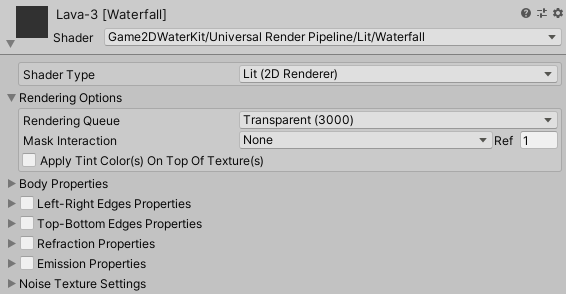 Lava-3 [Waterfall]
Shader Game2DWaterKit/Universal Render Pipeline/Lit/Waterfall
Shader Type Lit (2D Renderer)
Rendering Options
Rendering Queue Transparent (3000)
Mask Interaction None Ref 1
Apply Tint Color(s) On Top Of Texture(s)
Body Properties
Left-Right Edges Properties
Top-Bottom Edges Properties
Refraction Properties
Emission Properties
Noise Texture Settings